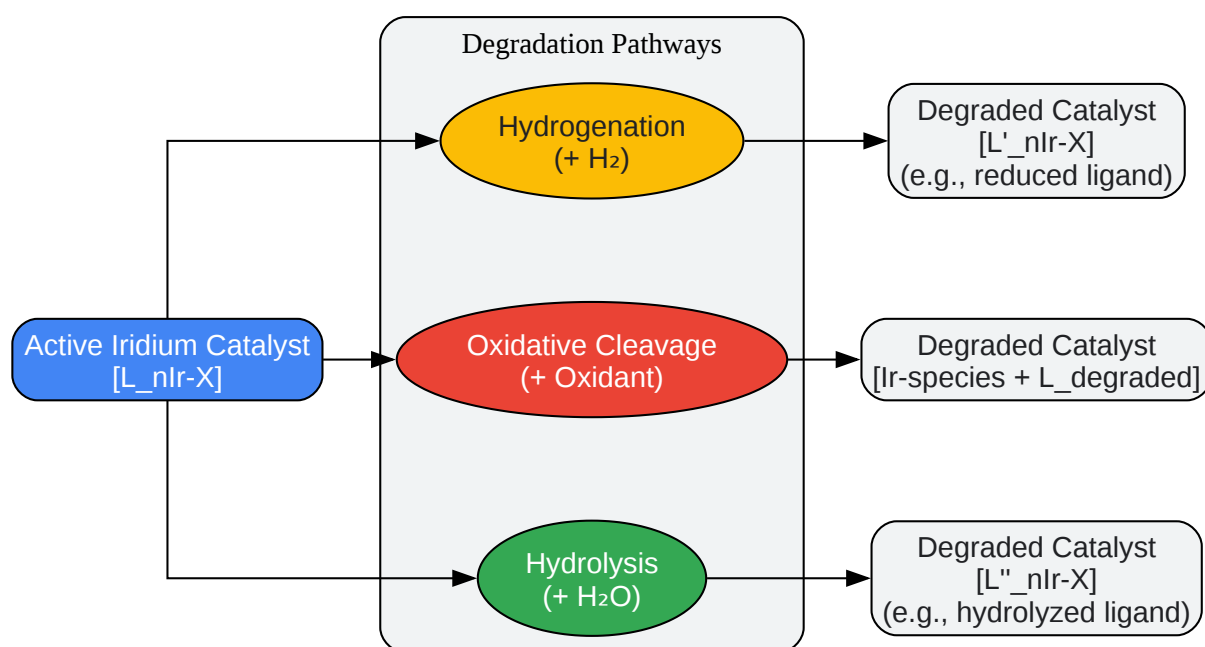 Degradation Pathways
Hydrogenation
(+ H₂)
Degraded Catalyst
[L'_nIr-X]
(e.g., reduced ligand)
Active Iridium Catalyst
[L_nIr-X]
Oxidative Cleavage
(+ Oxidant)
Degraded Catalyst
[Ir-species + L_degraded]
Hydrolysis
(+ H₂O)
Degraded Catalyst
[L''_nIr-X]
(e.g., hydrolyzed ligand)